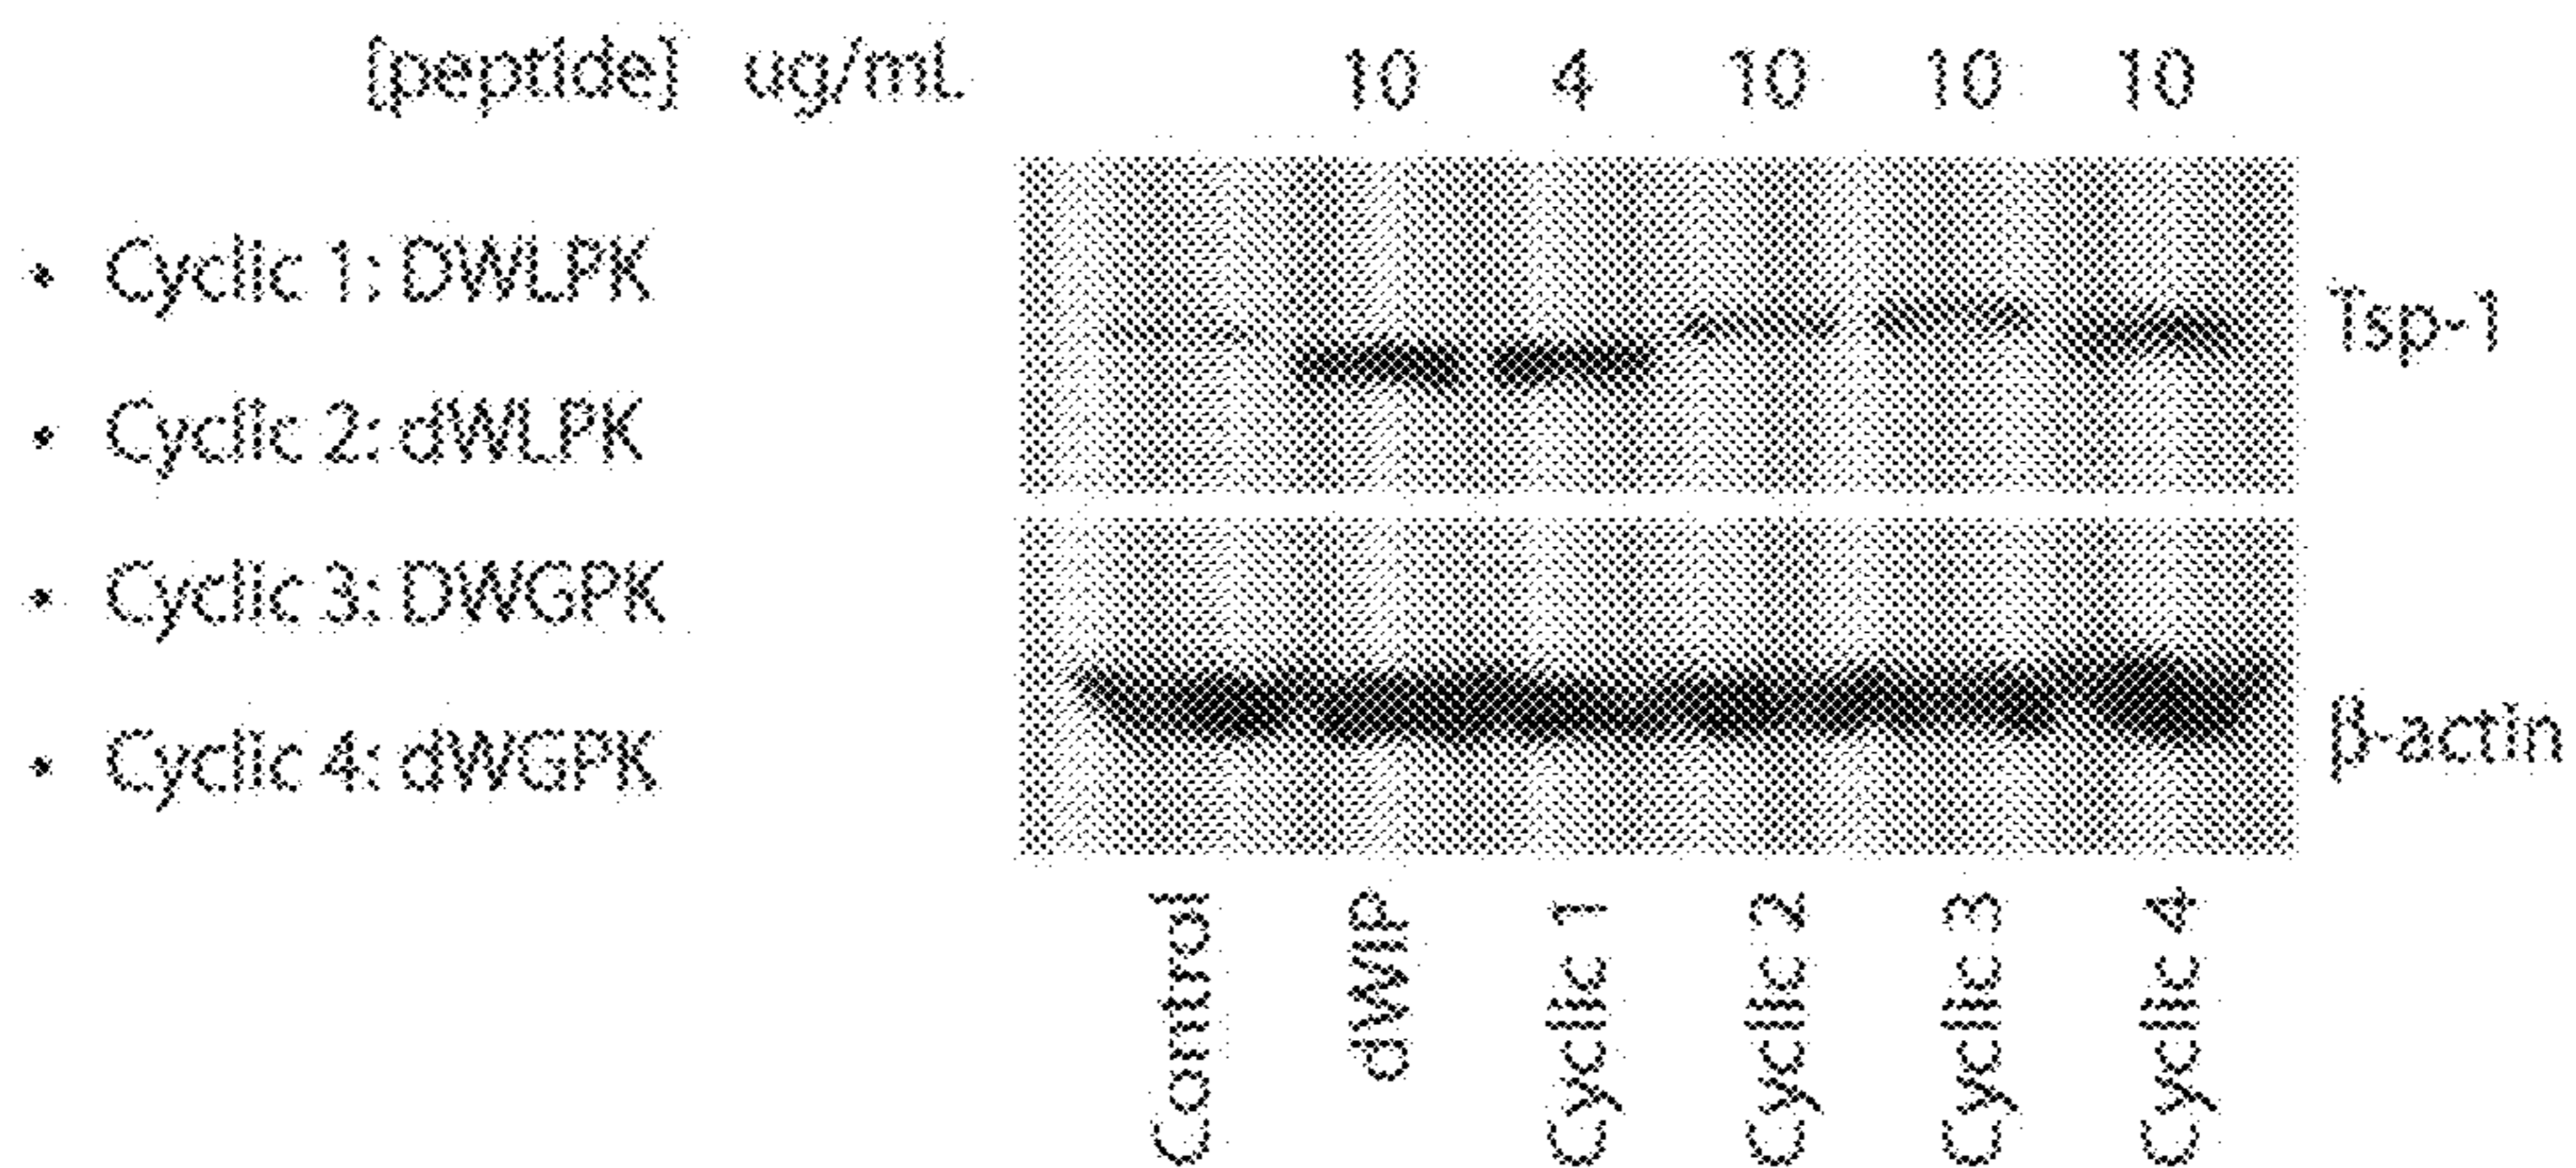 [peptide] ug/mL 10 4 10 10 10
• Cyclic 1: DWLPK
• Cyclic 2: dWLPK
• Cyclic 3: DWGPK
• Cyclic 4: dWGPK
Tsp-1
β-actin
Control
dWIP
Cyclic 1
Cyclic 2
Cyclic 3
Cyclic 4